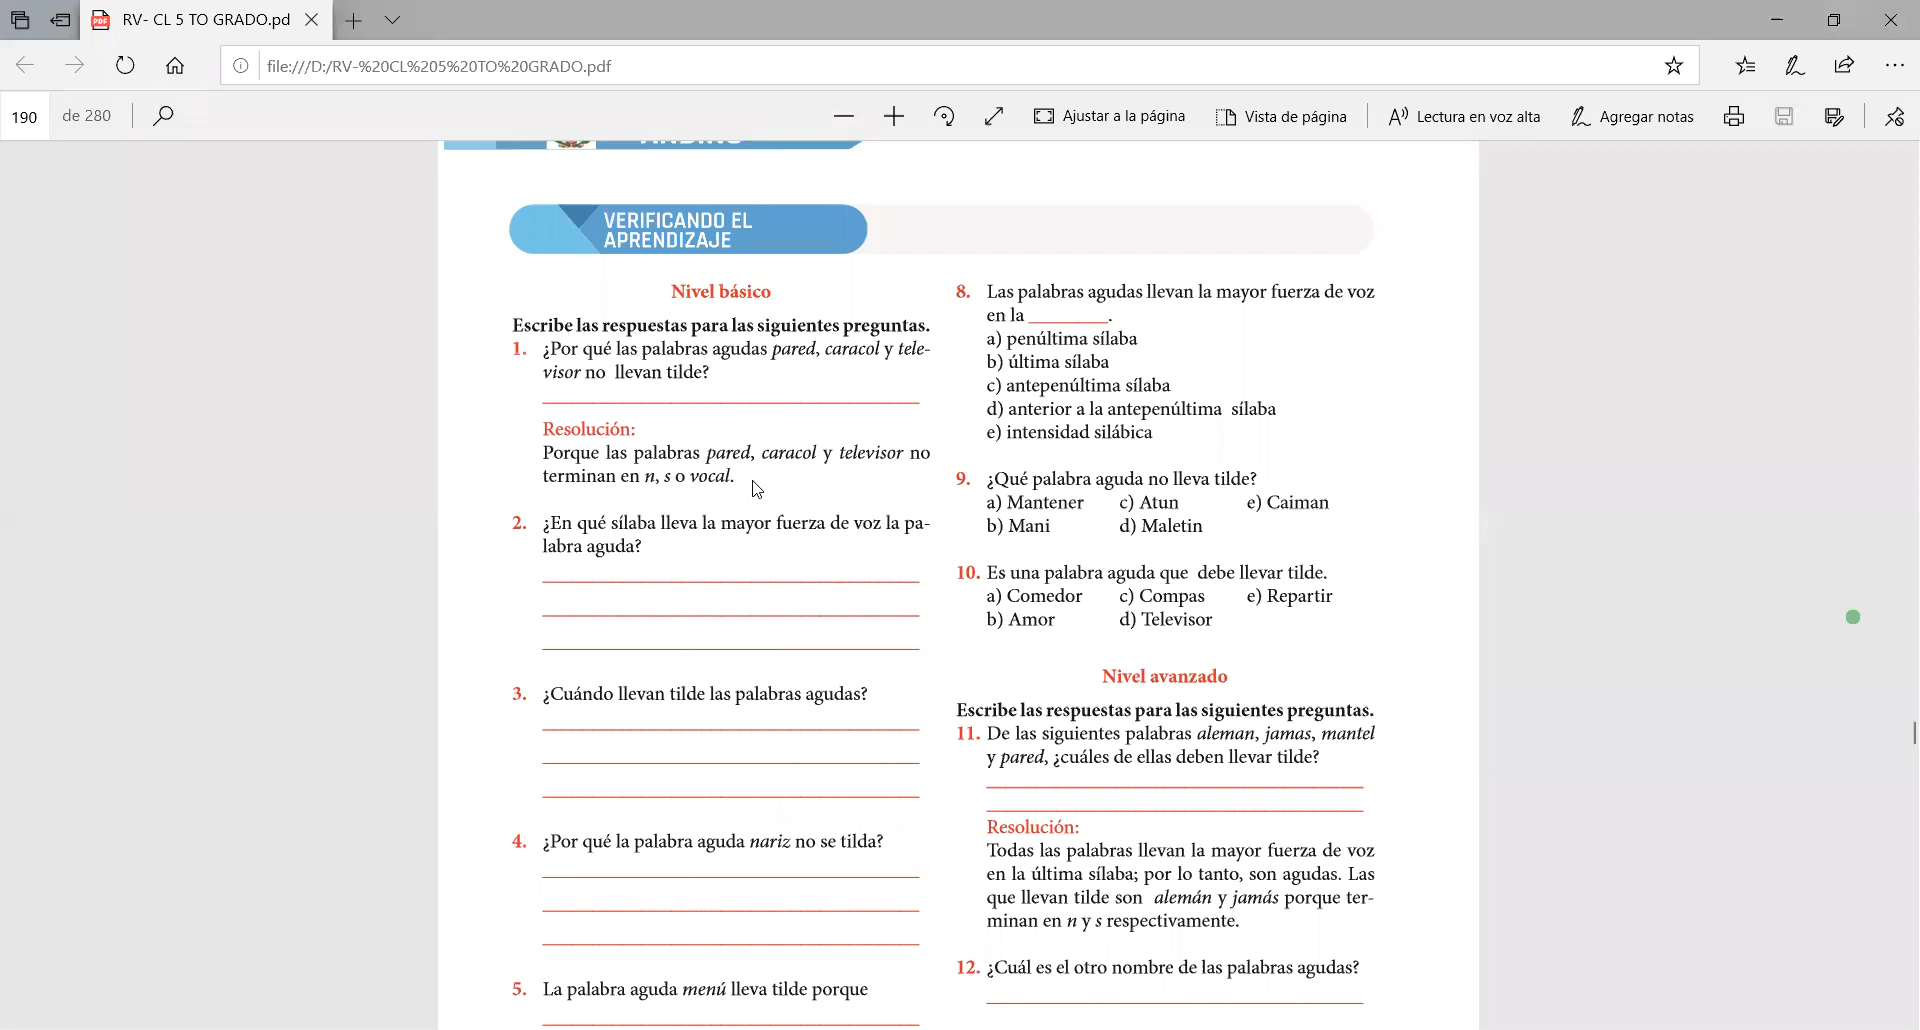 RV- CL 5 TO GRADO.pd
file:///D:/RV-%20CL%205%20TO%20GRADO.pdf
190 de 280
Ajustar a la página
Vista de página
Lectura en voz alta
Agregar notas
ANDINO
VERIFICANDO EL
APRENDIZAJE
Nivel básico
Escribe las respuestas para las siguientes preguntas.
1. ¿Por qué las palabras agudas pared, caracol y tele-
visor no llevan tilde?
Resolución:
Porque las palabras pared, caracol y televisor no
terminan en n, s o vocal.
2. ¿En qué sílaba lleva la mayor fuerza de voz la pa-
labra aguda?
3. ¿Cuándo llevan tilde las palabras agudas?
4. ¿Por qué la palabra aguda nariz no se tilda?
5. La palabra aguda menú lleva tilde porque
8. Las palabras agudas llevan la mayor fuerza de voz
en la ________.
a) penúltima sílaba
b) última sílaba
c) antepenúltima sílaba
d) anterior a la antepenúltima sílaba
e) intensidad silábica
9. ¿Qué palabra aguda no lleva tilde?
a) Mantener c) Atun e) Caiman
b) Mani d) Maletin
10. Es una palabra aguda que debe llevar tilde.
a) Comedor c) Compas e) Repartir
b) Amor d) Televisor
Nivel avanzado
Escribe las respuestas para las siguientes preguntas.
11. De las siguientes palabras aleman, jamas, mantel
y pared, ¿cuáles de ellas deben llevar tilde?
Resolución:
Todas las palabras llevan la mayor fuerza de voz
en la última sílaba; por lo tanto, son agudas. Las
que llevan tilde son alemán y jamás porque ter-
minan en n y s respectivamente.
12. ¿Cuál es el otro nombre de las palabras agudas?